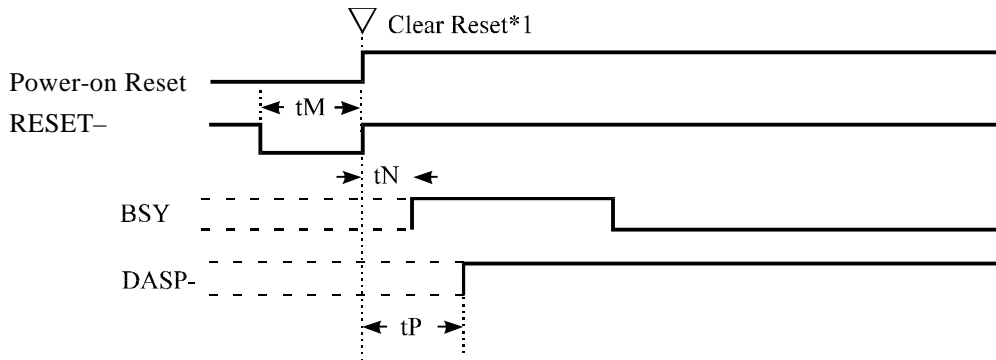 Clear Reset*1
Power-on Reset
tM
RESET–
tN
BSY
DASP-
tP